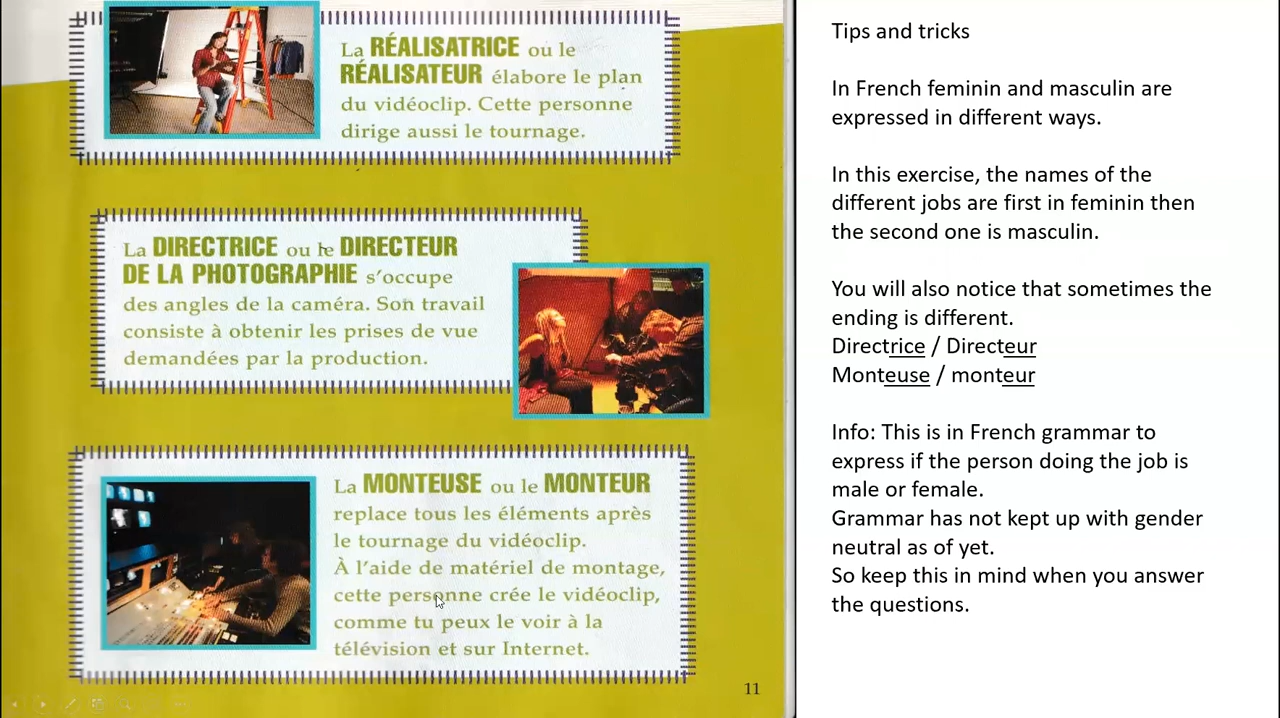 La RÉALISATRICE ou le
RÉALISATEUR élabore le plan
du vidéoclip. Cette personne
dirige aussi le tournage.
La DIRECTRICE ou le DIRECTEUR
DE LA PHOTOGRAPHIE s'occupe
des angles de la caméra. Son travail
consiste à obtenir les prises de vue
demandées par la production.
La MONTEUSE ou le MONTEUR
replace tous les éléments après
le tournage du vidéoclip.
À l'aide de matériel de montage,
cette personne crée le vidéoclip,
comme tu peux le voir à la
télévision et sur Internet.
11
Tips and tricks
In French feminin and masculin are
expressed in different ways.
In this exercise, the names of the
different jobs are first in feminin then
the second one is masculin.
You will also notice that sometimes the
ending is different.
Directrice / Directeur
Monteuse / monteur
Info: This is in French grammar to
express if the person doing the job is
male or female.
Grammar has not kept up with gender
neutral as of yet.
So keep this in mind when you answer
the questions.